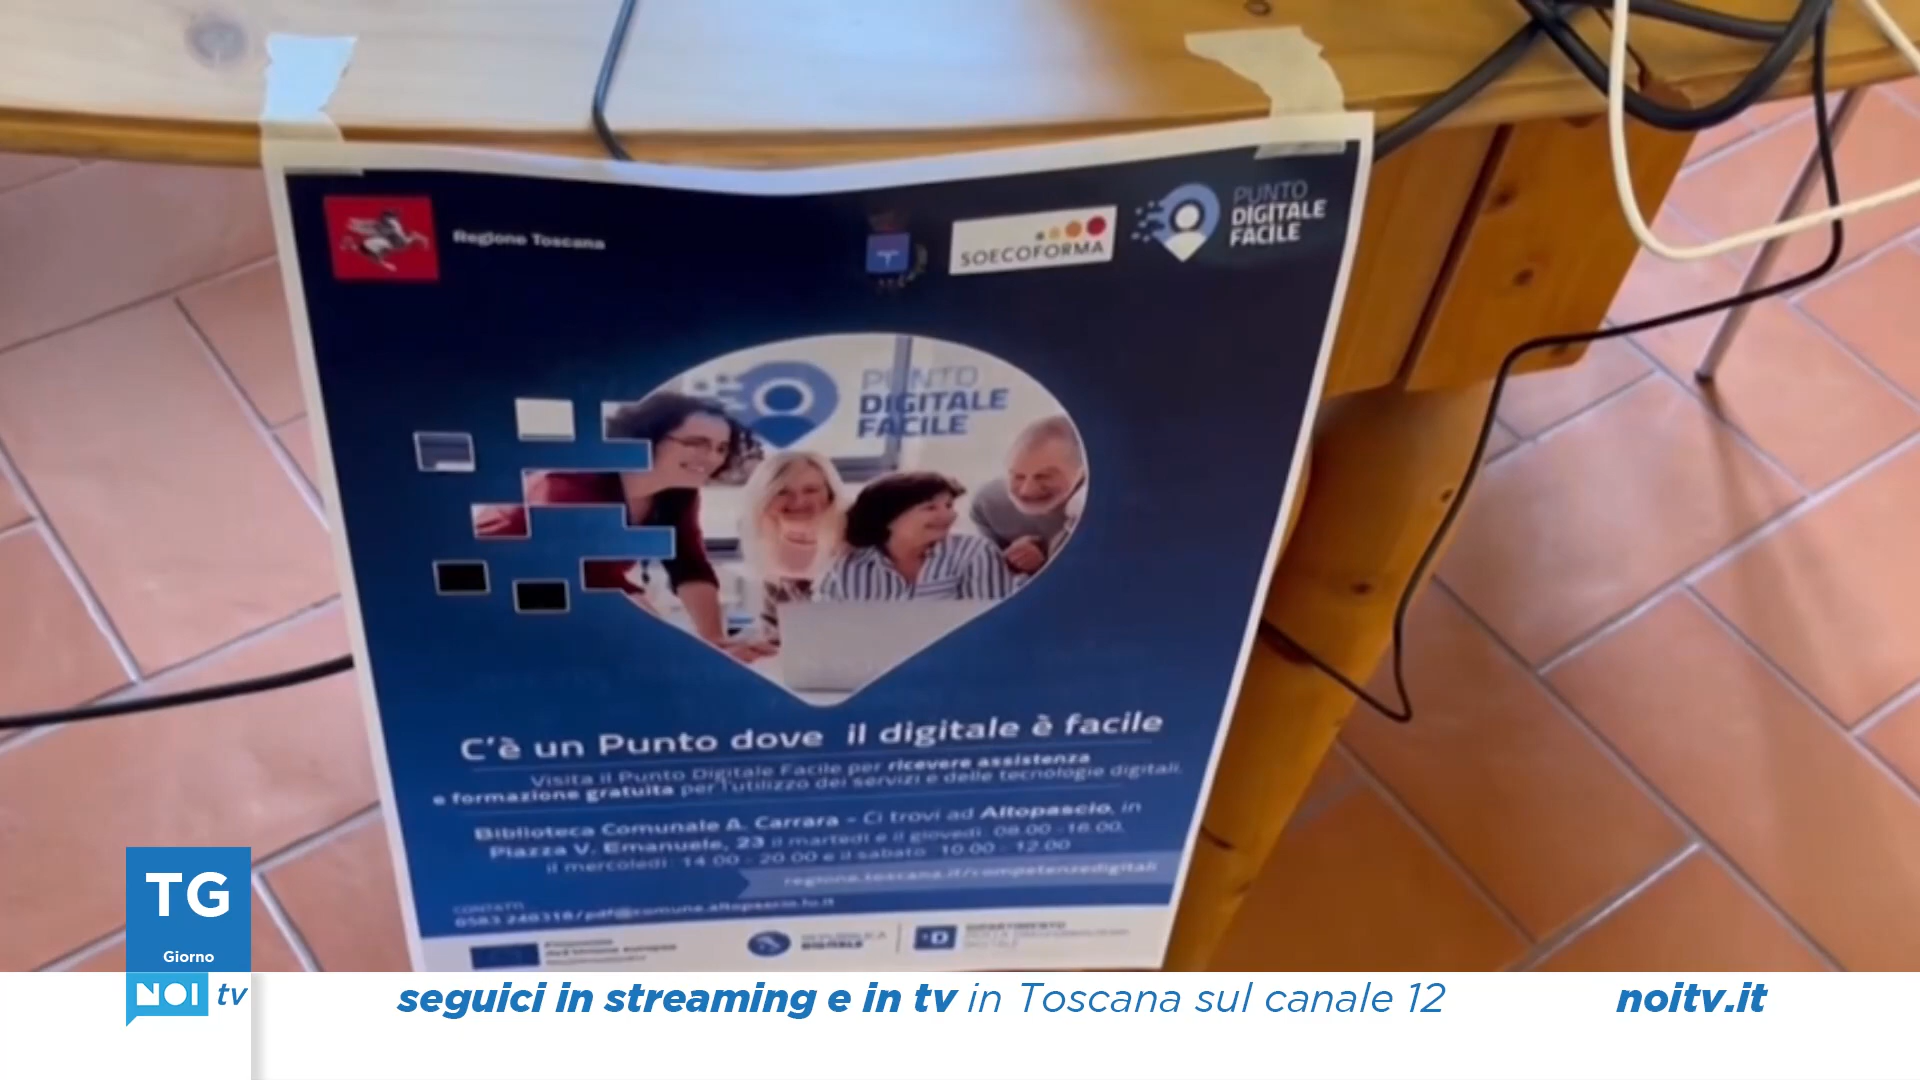 Regione Toscana
SOECOFORMA
PUNTO
DIGITALE
FACILE
PUNTO
DIGITALE
FACILE
C'è un Punto dove il digitale è facile
Visita il Punto Digitale Facile per ricevere assistenza
e formazione gratuita per l'utilizzo dei servizi e delle tecnologie digitali.
Biblioteca Comunale A. Carrara - Ci trovi ad Altopascio, in
Piazza V. Emanuele, 23 il martedì e il giovedì 08.00 -16.00,
il mercoledì: 14.00 - 20.00 e il sabato 10.00 - 12.00
regione.toscana.it/competenzedigitali
CONTATTI
DIGITALE
DIPARTIMENTO
TG
Giorno
NOI tv
seguici in streaming e in tv in Toscana sul canale 12
noitv.it